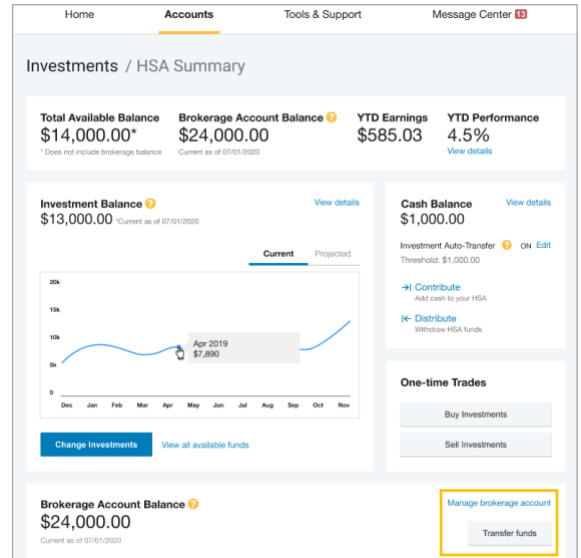 Home Accounts Tools & Support Message Center 13
Investments / HSA Summary
Total Available Balance Brokerage Account Balance ? YTD Earnings YTD Performance
$14,000.00* $24,000.00 $585.03 4.5%
* Does not include brokerage balance Current as of 07/01/2020 View details
Investment Balance ? View details
$13,000.00 *Current as of 07/01/2020
Current Projected
20k
15k
10k
5k
0
Apr 2019
$7,890
Dec Jan Feb Mar Apr May Jun Jul Aug Sep Oct Nov
Change Investments View all available funds
Cash Balance View details
$1,000.00
Investment Auto-Transfer ? ON Edit
Threshold: $1,000.00
Contribute
Add cash to your HSA
Distribute
Withdraw HSA funds
One-time Trades
Buy Investments
Sell Investments
Brokerage Account Balance ? Manage brokerage account
$24,000.00 Transfer funds
Current as of 07/01/2020